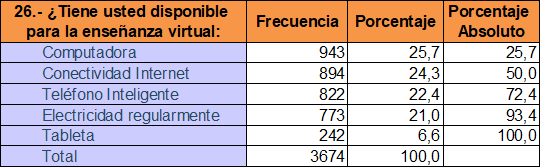 26.- ¿Tiene usted disponible para la enseñanza virtual: Frecuencia Porcentaje Porcentaje Absoluto
Computadora 943 25,7 25,7
Conectividad Internet 894 24,3 50,0
Teléfono Inteligente 822 22,4 72,4
Electricidad regularmente 773 21,0 93,4
Tableta 242 6,6 100,0
Total 3674 100,0